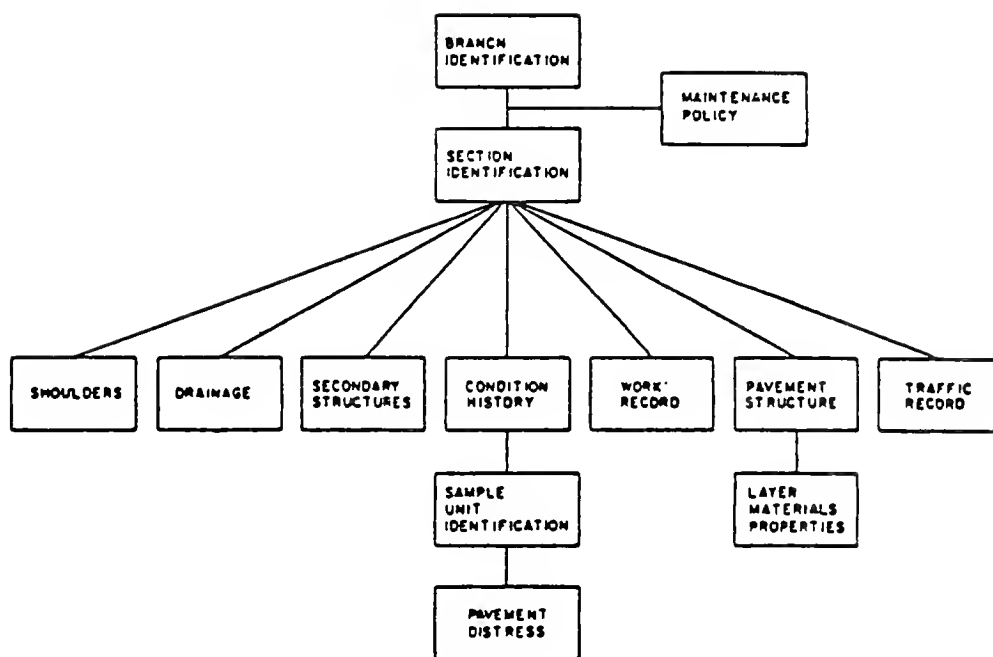 BRANCH
IDENTIFICATION
MAINTENANCE
POLICY
SECTION
IDENTIFICATION
SHOULDERS
DRAINAGE
SECONDARY
STRUCTURES
CONDITION
HISTORY
WORK'
RECORD
PAVEMENT
STRUCTURE
TRAFFIC
RECORD
SAMPLE
UNIT
IDENTIFICATION
LAYER
MATERIALS
PROPERTIES
PAVEMENT
DISTRESS